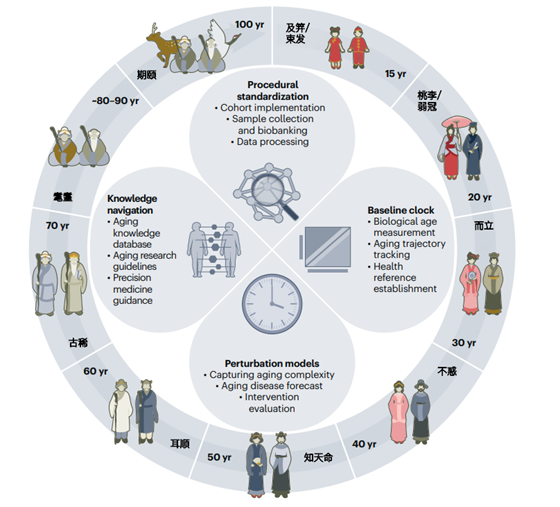 100 yr
及笄/
束发
15 yr
桃李/
弱冠
20 yr
而立
30 yr
不惑
40 yr
知天命
50 yr
耳順
60 yr
古稀
70 yr
耄耋
~80–90 yr
期颐
Procedural
standardization
• Cohort implementation
• Sample collection
and biobanking
• Data processing
Knowledge
navigation
• Aging
knowledge
database
• Aging research
guidelines
• Precision
medicine
guidance
Baseline clock
• Biological age
measurement
• Aging trajectory
tracking
• Health
reference
establishment
Perturbation models
• Capturing aging complexity
• Aging disease forecast
• Intervention
evaluation